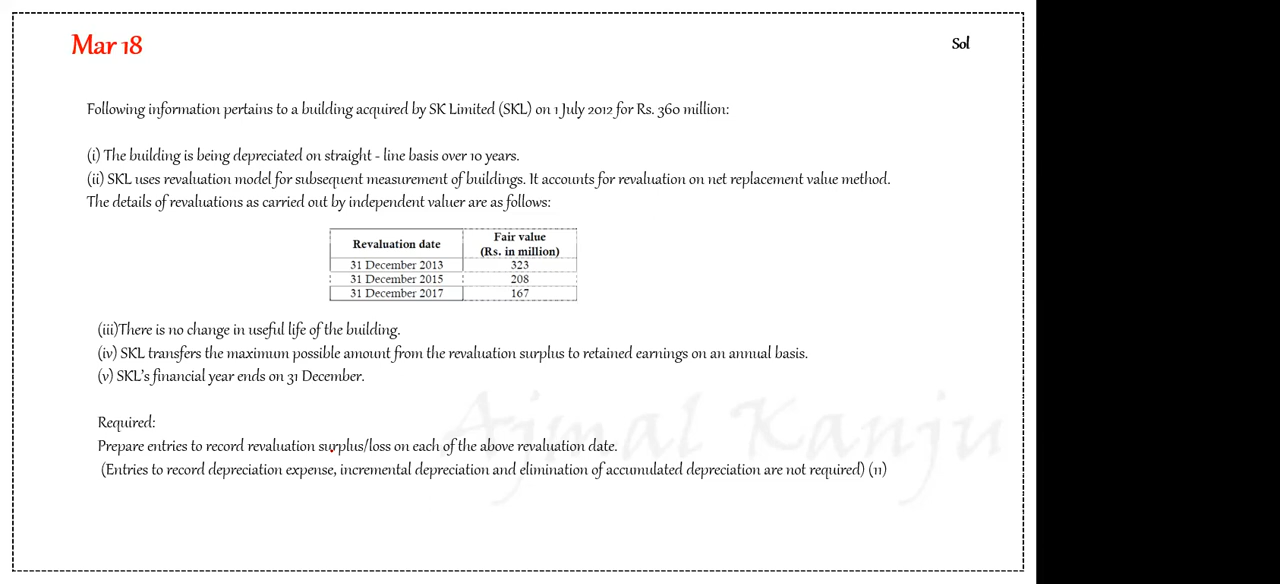 Mar 18
Sol
Following information pertains to a building acquired by SK Limited (SKL) on 1 July 2012 for Rs. 360 million:
(i) The building is being depreciated on straight - line basis over 10 years.
(ii) SKL uses revaluation model for subsequent measurement of buildings. It accounts for revaluation on net replacement value method.
The details of revaluations as carried out by independent valuer are as follows:
Revaluation date Fair value (Rs. in million)
31 December 2013 323
31 December 2015 208
31 December 2017 167
(iii)There is no change in useful life of the building.
(iv) SKL transfers the maximum possible amount from the revaluation surplus to retained earnings on an annual basis.
(v) SKL's financial year ends on 31 December.
Required:
Prepare entries to record revaluation surplus/loss on each of the above revaluation date.
(Entries to record depreciation expense, incremental depreciation and elimination of accumulated depreciation are not required) (11)
Ajmal Kanju